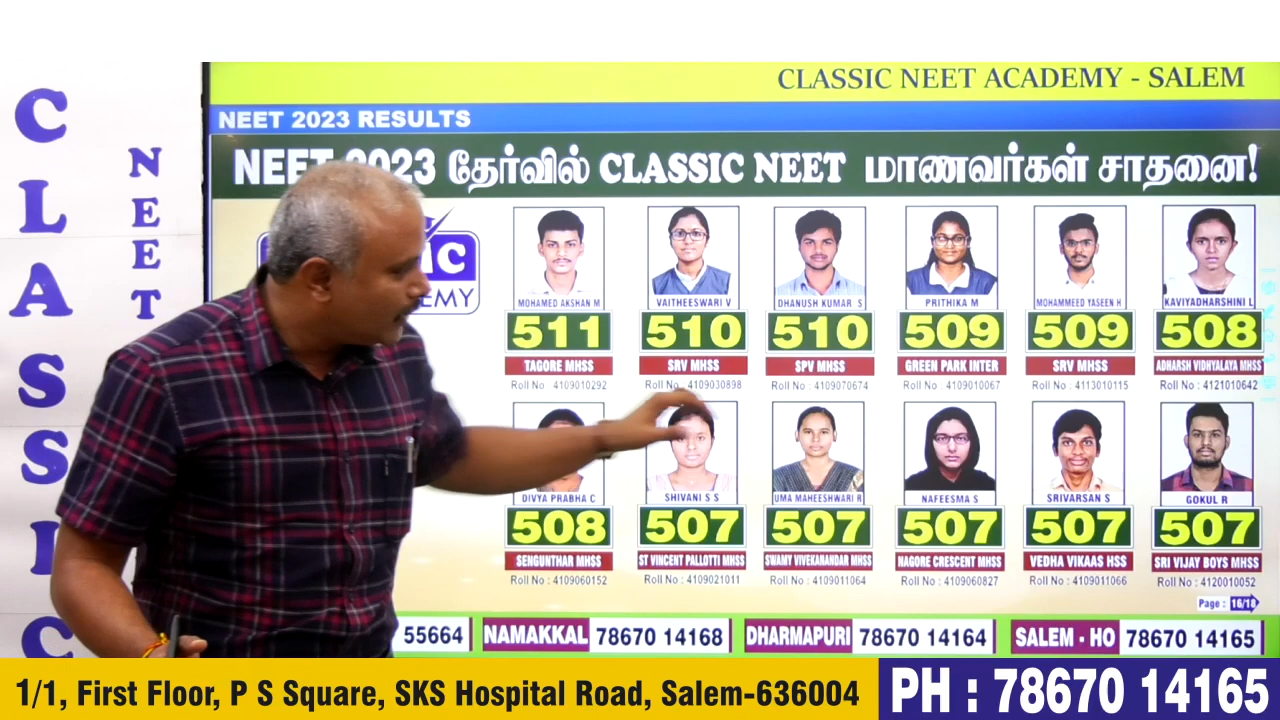 CLASSIC
NEET
CLASSIC NEET ACADEMY - SALEM
NEET 2023 RESULTS
NEET 2023 தேர்வில் CLASSIC NEET மாணவர்கள் சாதனை!
MOHAMED AKSHAN M
VAITHEESWARI V
DHANUSH KUMAR S
PRITHIKA M
MOHAMMEED YASEEN H
KAVIYADHARSHINI L
511 510 510 509 509 508
TAGORE MHSS
SRV MHSS
SPV MHSS
GREEN PARK INTER
SRV MHSS
ADHARSH VIDHYALAYA MHSS
Roll No : 4109010292
Roll No : 4109030898
Roll No : 4109070674
Roll No : 4109010067
Roll No : 4113010115
Roll No : 4121010642
DIVYA PRABHA C
SHIVANI S S
UMA MAHEESHWARI R
NAFEESMA S
SRIVARSAN S
GOKUL R
508 507 507 507 507 507
SENGUNTHAR MHSS
ST VINCENT PALLOTTI MHSS
SWAMY VIVEKANANDAR MHSS
NAGORE CRESCENT MHSS
VEDHA VIKAAS HSS
SRI VIJAY BOYS MHSS
Roll No : 4109060152
Roll No : 4109021011
Roll No : 4109011064
Roll No : 4109060827
Roll No : 4109011066
Roll No : 4120010052
Page : 16/18
55664 NAMAKKAL 78670 14168 DHARMAPURI 78670 14164 SALEM - HO 78670 14165
1/1, First Floor, P S Square, SKS Hospital Road, Salem-636004
PH : 78670 14165